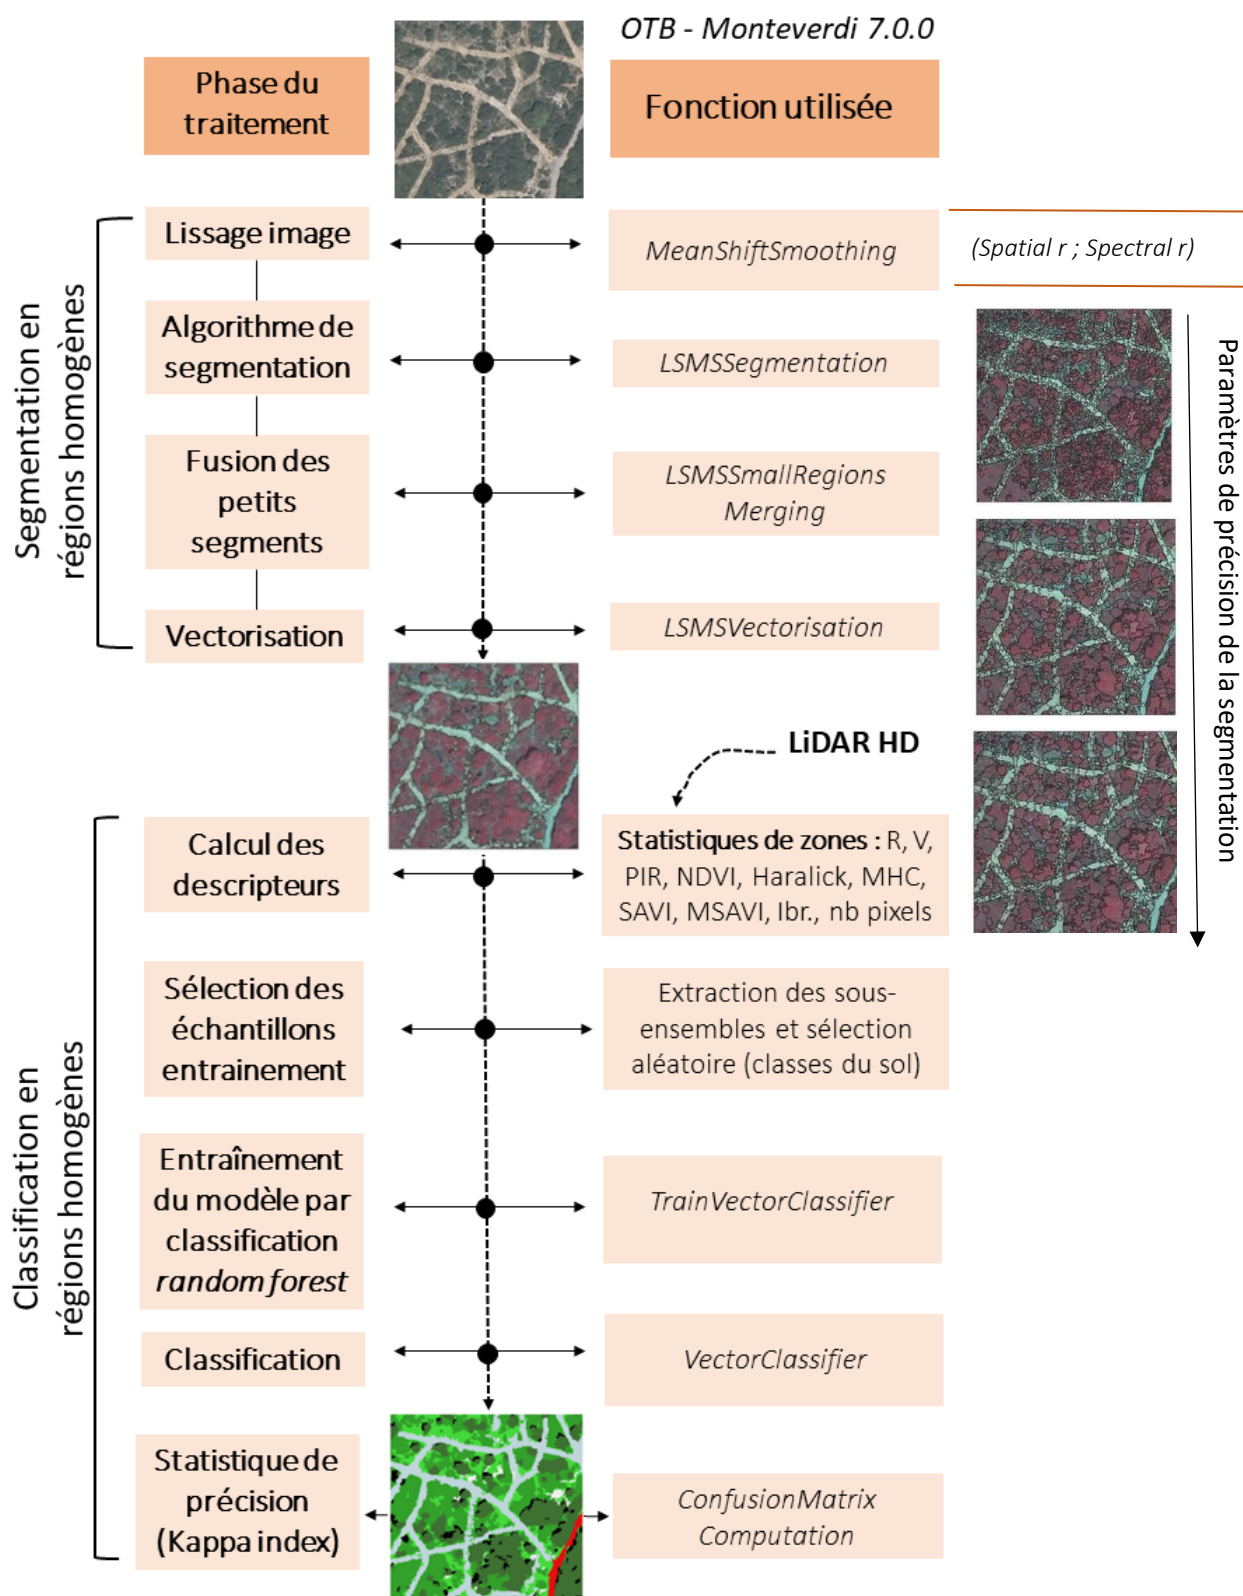 OTB - Monteverdi 7.0.0
Phase du
traitement
Fonction utilisée
Segmentation en
régions homogènes
Lissage image
MeanShiftSmoothing
(Spatial r ; Spectral r)
Algorithme de
segmentation
LSMSSegmentation
Fusion des
petits
segments
LSMSSmallRegions
Merging
Vectorisation
LSMSVectorisation
Paramètres de précision de la segmentation
LiDAR HD
Classification en
régions homogènes
Calcul des
descripteurs
Statistiques de zones : R, V,
PIR, NDVI, Haralick, MHC,
SAVI, MSAVI, Ibr., nb pixels
Sélection des
échantillons
entrainement
Extraction des sous-
ensembles et sélection
aléatoire (classes du sol)
Entraînement
du modèle par
classification
random forest
TrainVectorClassifier
Classification
VectorClassifier
Statistique de
précision
(Kappa index)
ConfusionMatrix
Computation